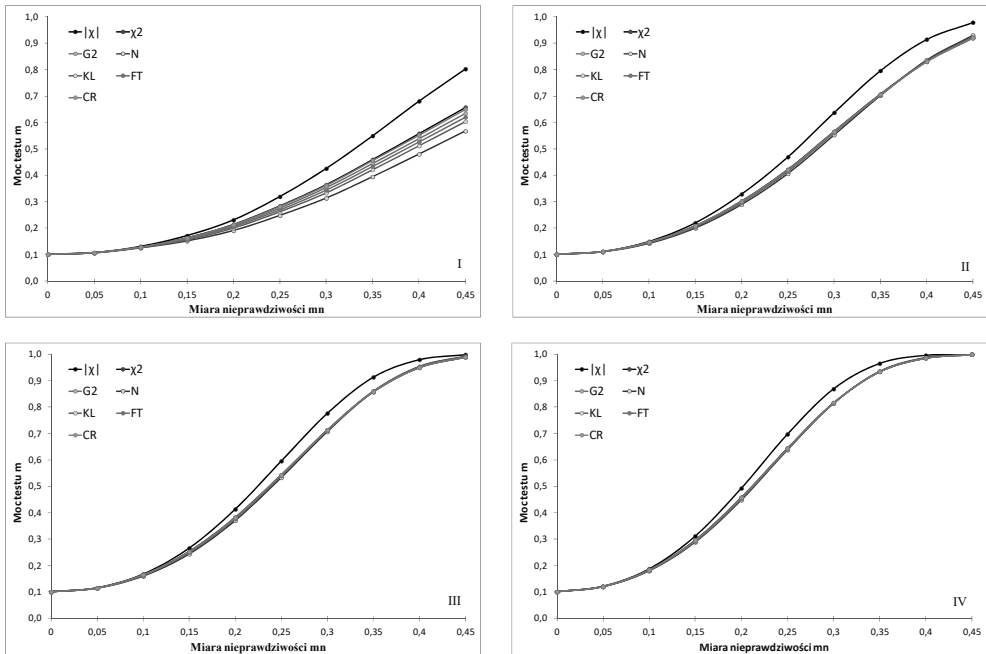 1,0
0,9
0,8
0,7
0,6
0,5
0,4
0,3
0,2
0,1
0,0
Moc testu m
|χ| χ2
G2 N
KL FT
CR
I
0 0,05 0,1 0,15 0,2 0,25 0,3 0,35 0,4 0,45
Miara nieprawdziwości mn
1,0
0,9
0,8
0,7
0,6
0,5
0,4
0,3
0,2
0,1
0,0
Moc testu m
|χ| χ2
G2 N
KL FT
CR
II
0 0,05 0,1 0,15 0,2 0,25 0,3 0,35 0,4 0,45
Miara nieprawdziwości mn
1,0
0,9
0,8
0,7
0,6
0,5
0,4
0,3
0,2
0,1
0,0
Moc testu m
|χ| χ2
G2 N
KL FT
CR
III
0 0,05 0,1 0,15 0,2 0,25 0,3 0,35 0,4 0,45
Miara nieprawdziwości mn
1,0
0,9
0,8
0,7
0,6
0,5
0,4
0,3
0,2
0,1
0,0
Moc testu m
|χ| χ2
G2 N
KL FT
CR
IV
0 0,05 0,1 0,15 0,2 0,25 0,3 0,35 0,4 0,45
Miara nieprawdziwości mn